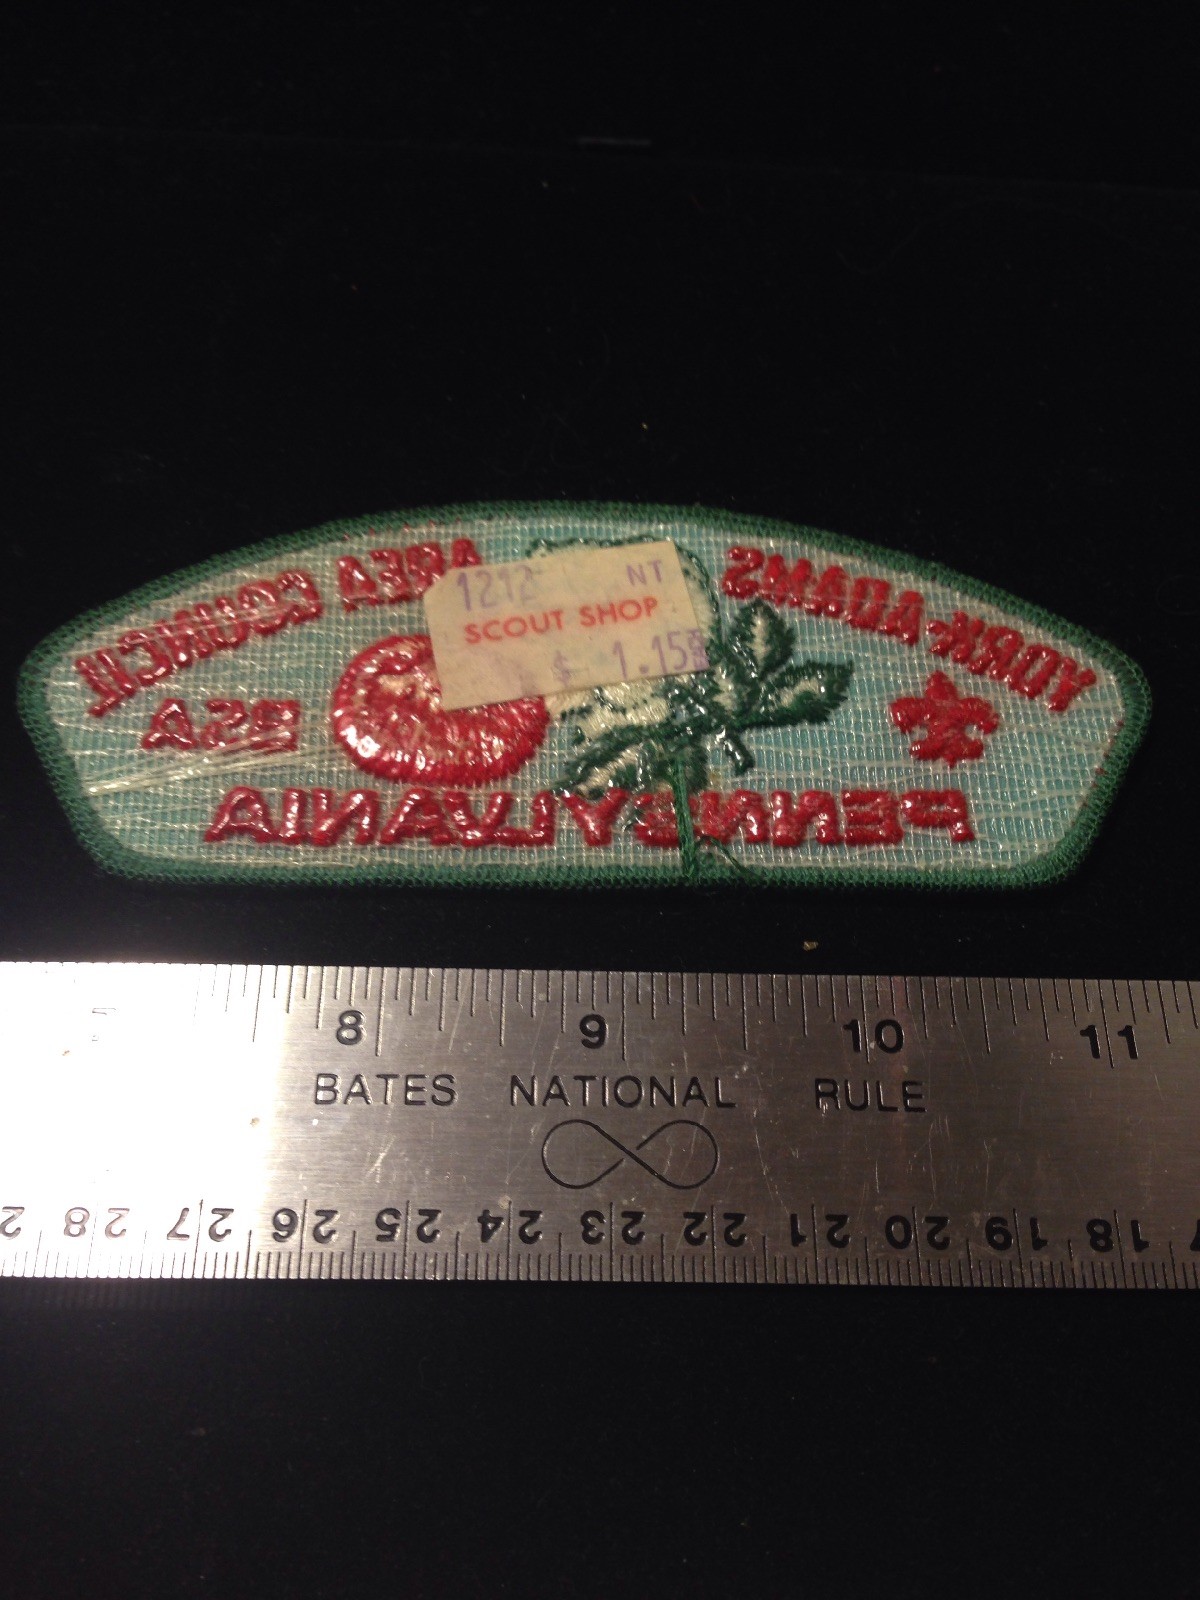 YORK-ADAMS AREA COUNCIL
1212 NT
SCOUT SHOP
$ 1.15
BSA
PENNSYLVANIA
8 9 10 11
BATES NATIONAL RULE
28 27 26 25 24 23 22 21 20 19 18